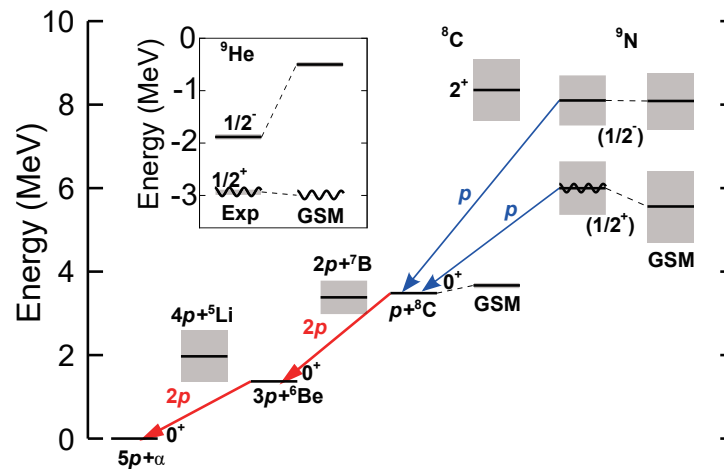 10
8
6
4
2
0
Energy (MeV)
0
-1
-2
-3
Energy (MeV)
⁹He
1/2⁻
1/2⁺
Exp
GSM
⁸C
⁹N
2⁺
(1/2⁻)
p
p
(1/2⁺)
GSM
2p+⁷B
0⁺
p+⁸C
GSM
4p+⁵Li
2p
0⁺
3p+⁶Be
2p
0⁺
5p+α